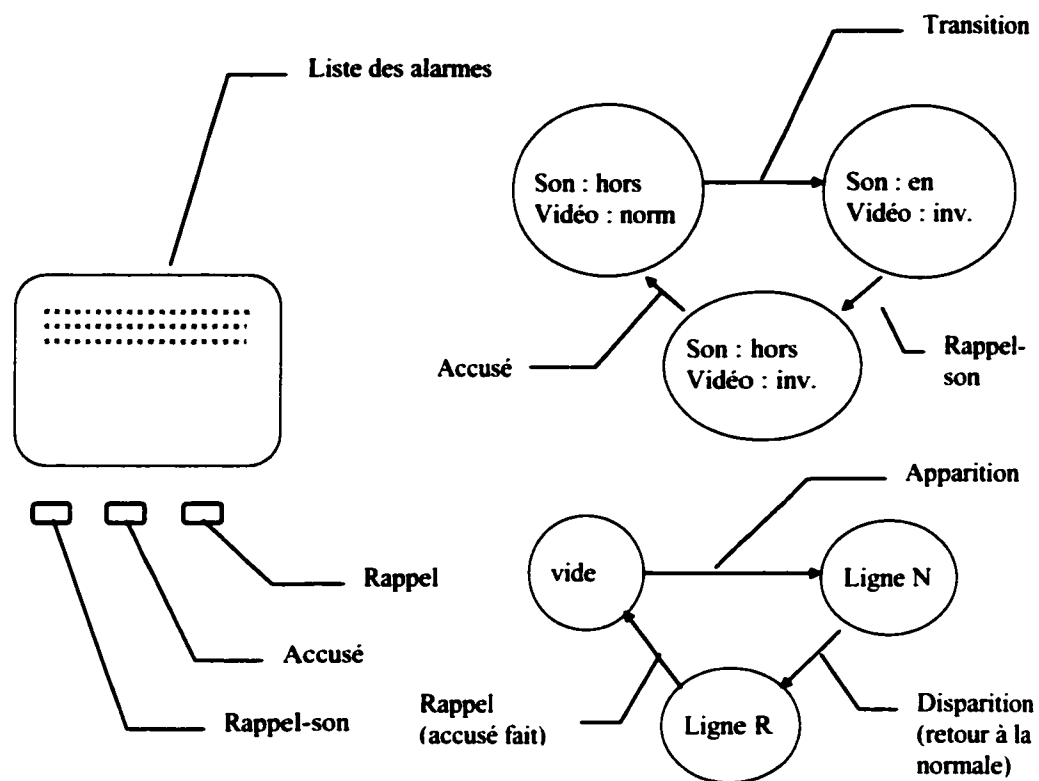 Transition
Liste des alarmes
Son : hors
Vidéo : norm
Son : en
Vidéo : inv.
Son : hors
Vidéo : inv.
Accusé
Rappel-
son
Apparition
vide
Ligne N
Rappel
Accusé
Rappel-son
Rappel
(accusé fait)
Ligne R
Disparition
(retour à la
normale)